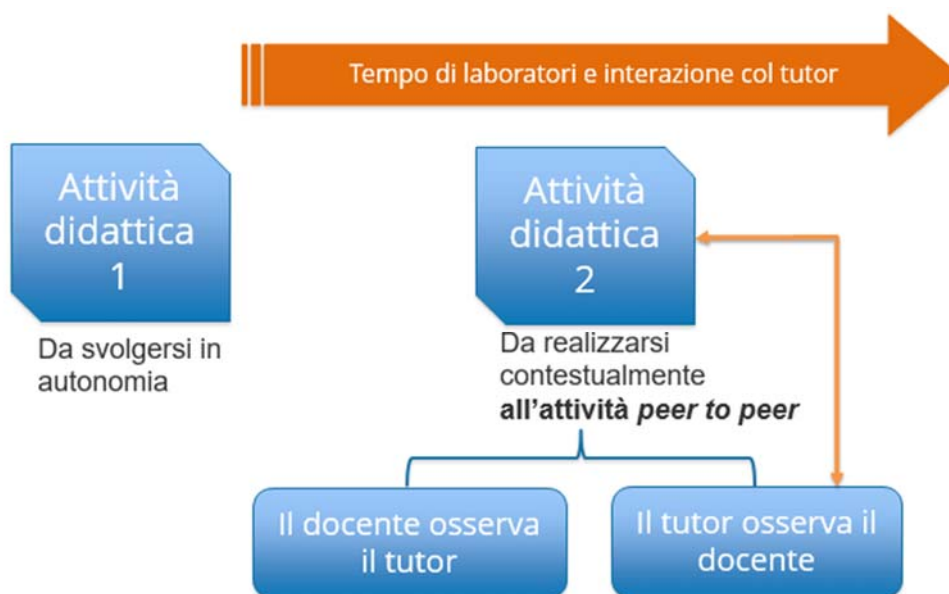 Tempo di laboratori e interazione col tutor
Attività
didattica
1
Da svolgersi in
autonomia
Attività
didattica
2
Da realizzarsi
contestualmente
all'attività peer to peer
Il docente osserva
il tutor
Il tutor osserva il
docente